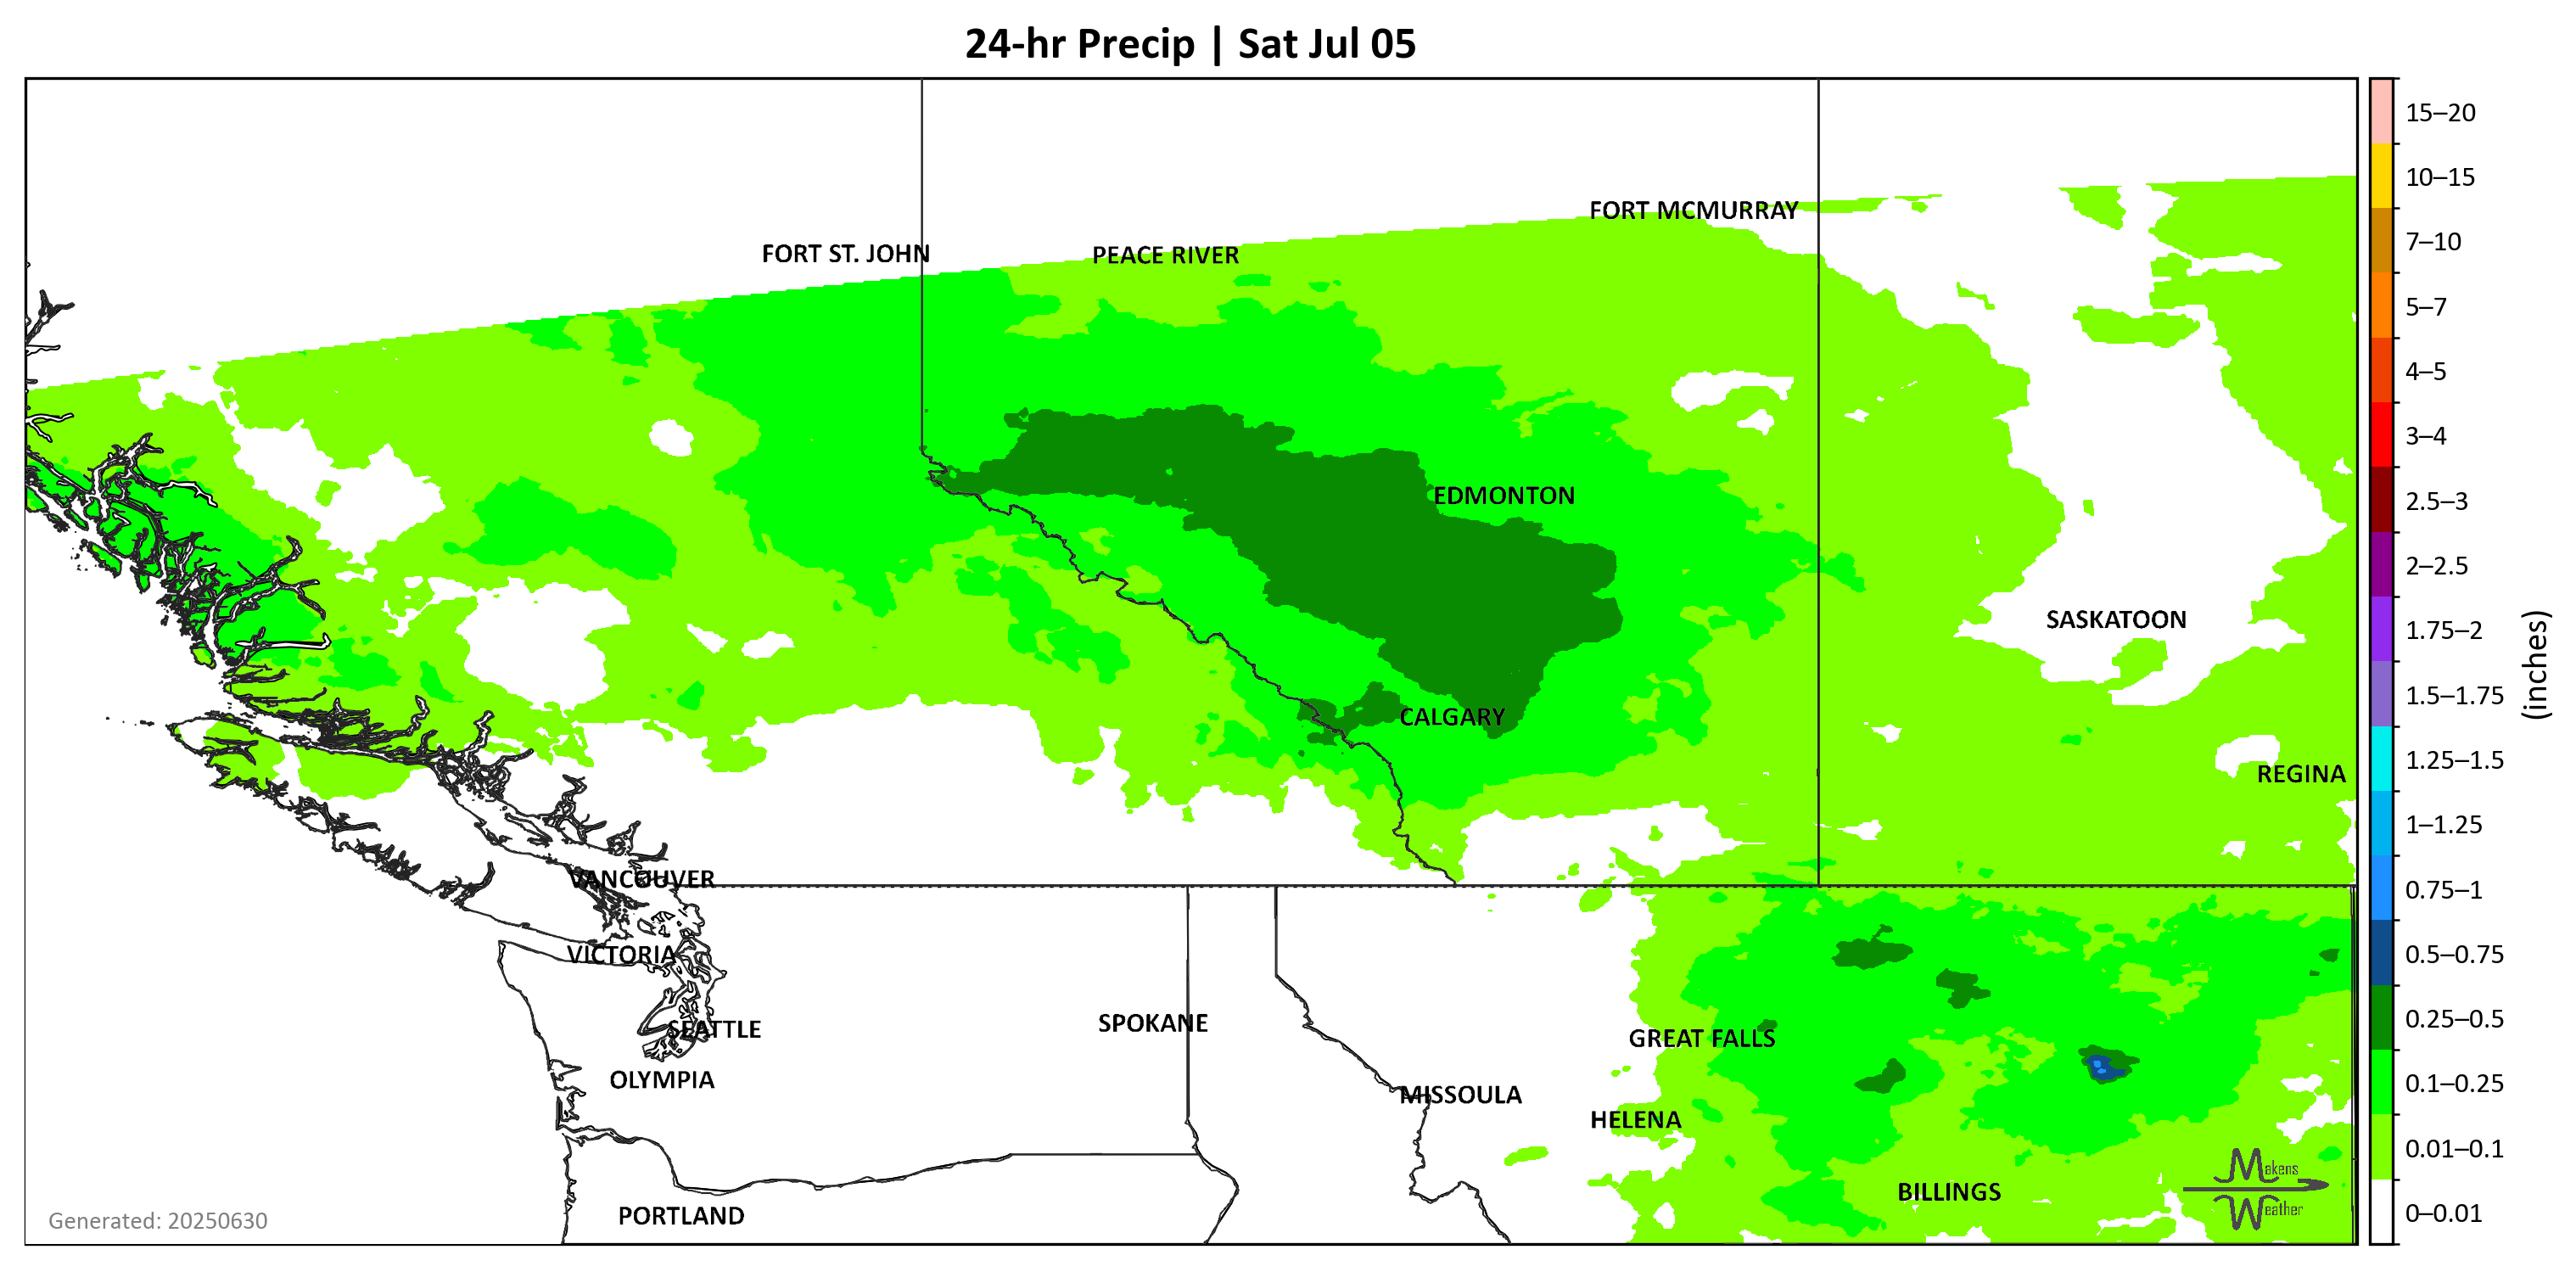 24-hr Precip | Sat Jul 05
15–20
10–15
7–10
5–7
4–5
3–4
2.5–3
2–2.5
1.75–2
1.5–1.75
1.25–1.5
1–1.25
0.75–1
0.5–0.75
0.25–0.5
0.1–0.25
0.01–0.1
0–0.01
(inches)
FORT MCMURRAY
FORT ST. JOHN
PEACE RIVER
EDMONTON
SASKATOON
CALGARY
REGINA
VANCOUVER
VICTORIA
SPOKANE
SEATTLE
GREAT FALLS
OLYMPIA
MISSOULA
HELENA
BILLINGS
PORTLAND
Makens
Weather
Generated: 20250630